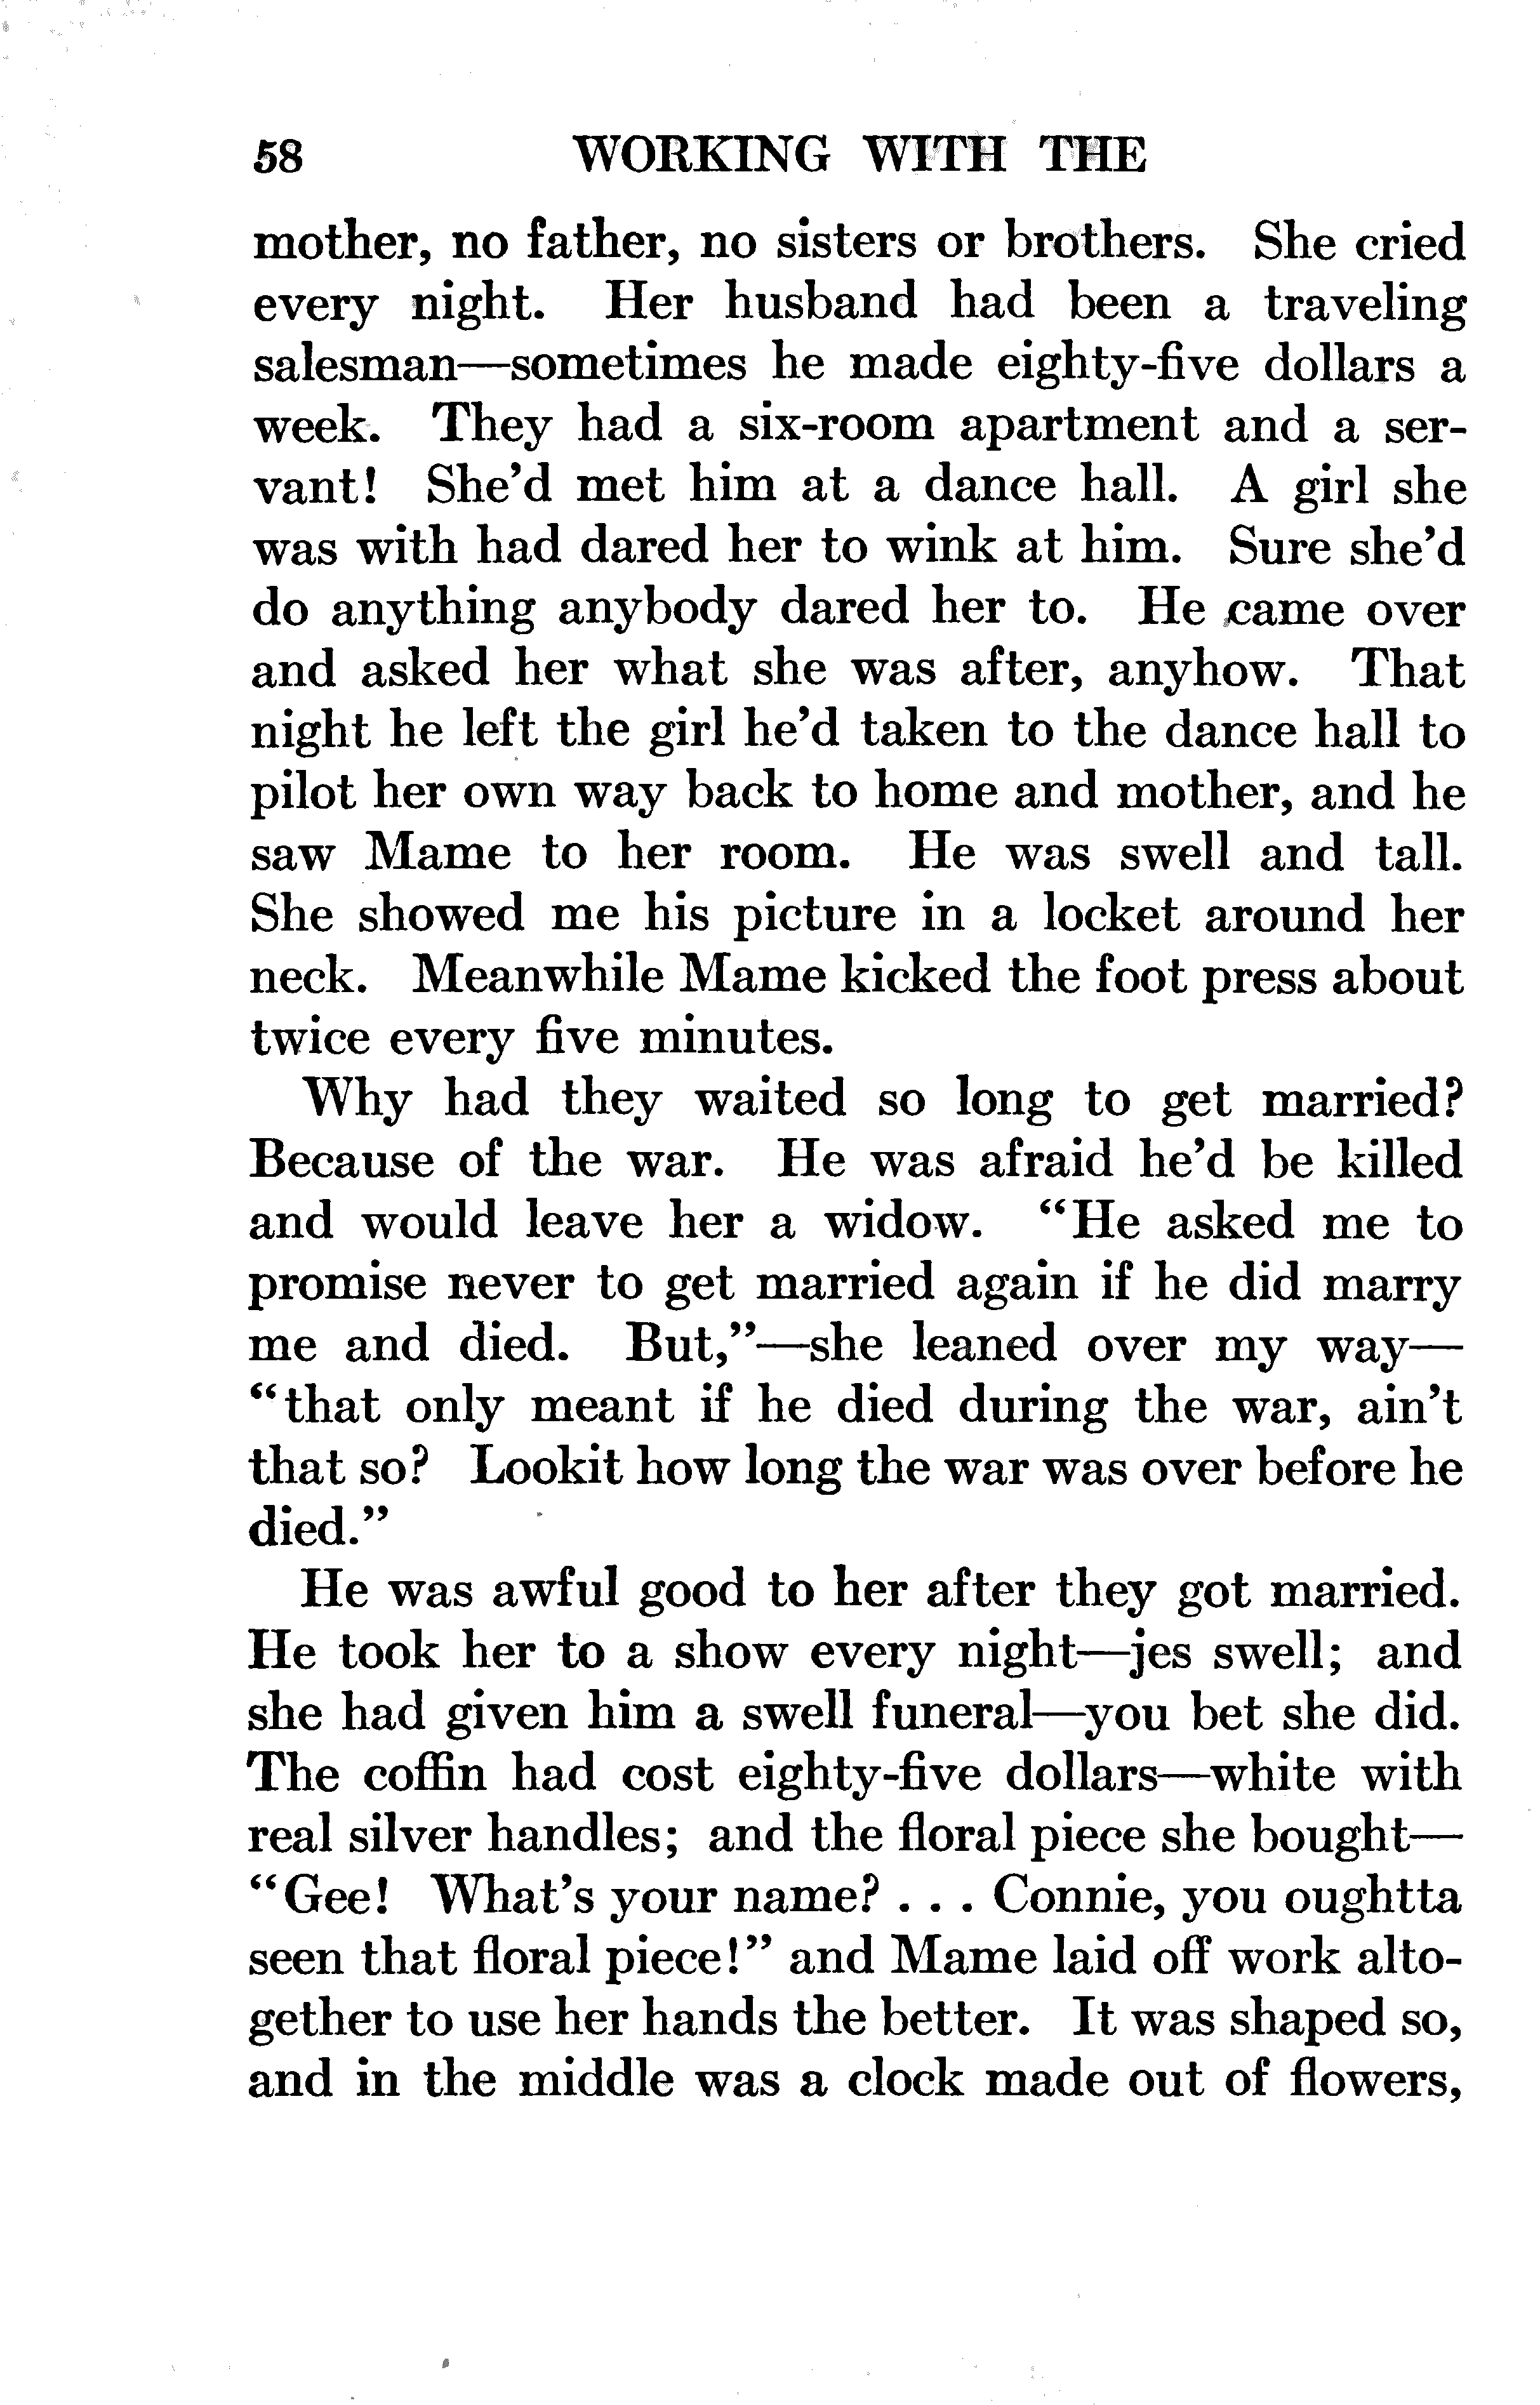 58 WORKING WITH THE
mother, no father, no sisters or brothers. She cried
every night. Her husband had been a traveling
salesman—sometimes he made eighty-five dollars a
week. They had a six-room apartment and a ser-
vant! She’d met him at a dance hall. A girl she
was with had dared her to wink at him. Sure she’d
do anything anybody dared her to. He came over
and asked her what she was after, anyhow. That
night he left the girl he’d taken to the dance hall to
pilot her own way back to home and mother, and he
saw Mame to her room. He was swell and tall.
She showed me his picture in a locket around her
neck. Meanwhile Mame kicked the foot press about
twice every five minutes.
Why had they waited so long to get married?
Because of the war. He was afraid he’d be killed
and would leave her a widow. “He asked me to
promise never to get married again if he did marry
me and died. But,”—she leaned over my way—
“that only meant if he died during the war, ain’t
that so? Lookit how long the war was over before he
died.”
He was awful good to her after they got married.
He took her to a show every night—jes swell; and
she had given him a swell funeral—you bet she did.
The coffin had cost eighty-five dollars—white with
real silver handles; and the floral piece she bought—
“Gee! What’s your name? . . . Connie, you oughtta
seen that floral piece!” and Mame laid off work alto-
gether to use her hands the better. It was shaped so,
and in the middle was a clock made out of flowers,